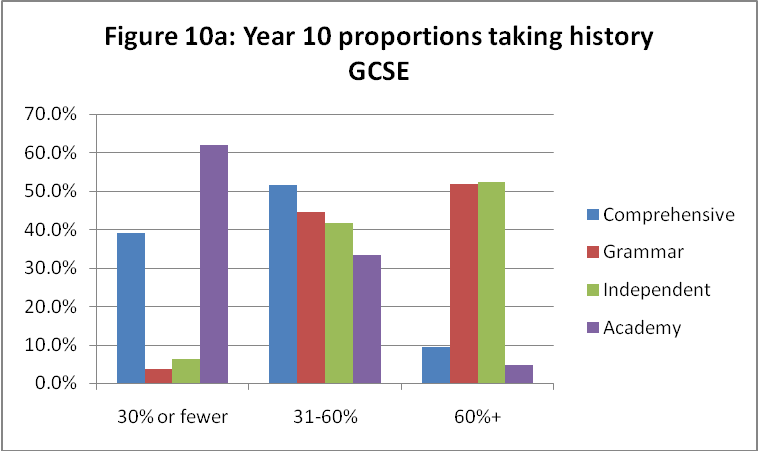 Figure 10a: Year 10 proportions taking history
GCSE
70.0%
60.0%
50.0%
40.0%
30.0%
20.0%
10.0%
0.0%
30% or fewer
31-60%
60%+
Comprehensive
Grammar
Independent
Academy